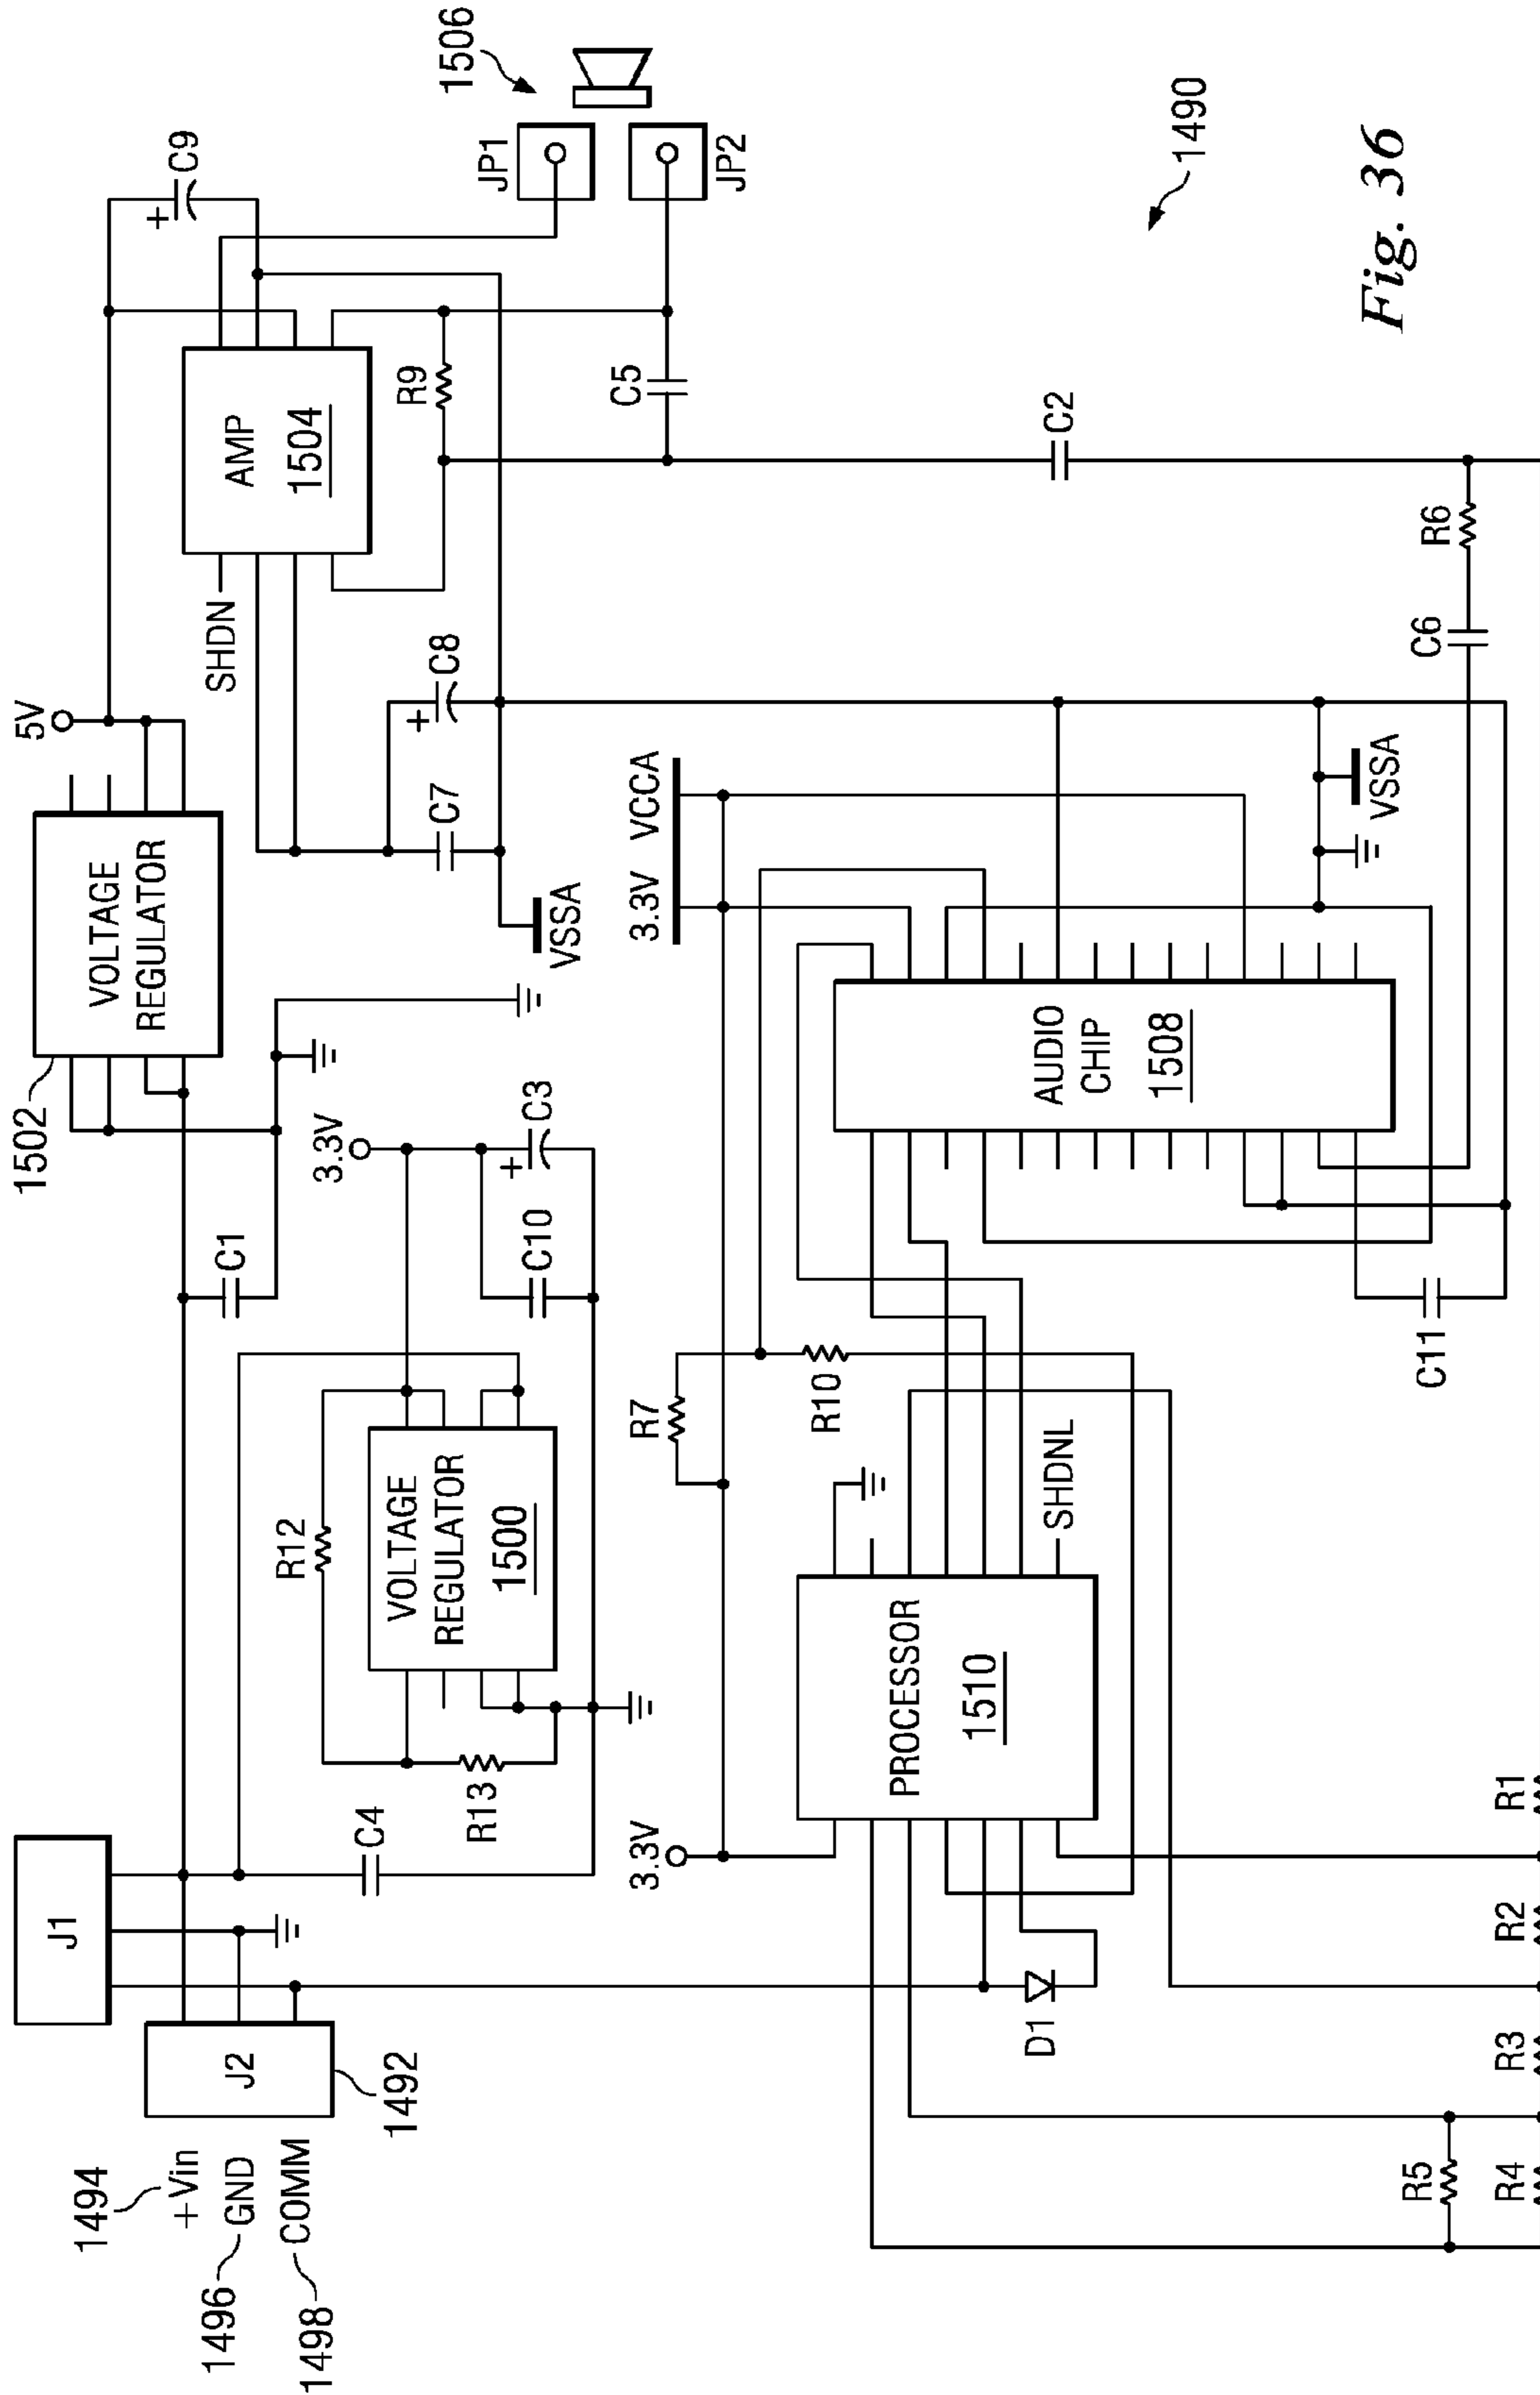 1494
+Vin
1496
GND
1498
COMM
J2
1492
J1
C4
R13
R12
VOLTAGE
REGULATOR
1500
C1
C10
+
C3
3.3V
1502
VOLTAGE
REGULATOR
5V
SHDN
AMP
1504
+
C9
R9
C5
JP1
JP2
1506
C7
+
C8
VSSA
3.3V
PROCESSOR
1510
SHDNL
D1
R7
R10
3.3V
VCCA
AUDIO
CHIP
1508
VSSA
C11
C6
R6
C2
R5
R4
R3
R2
R1
1490
Fig. 36